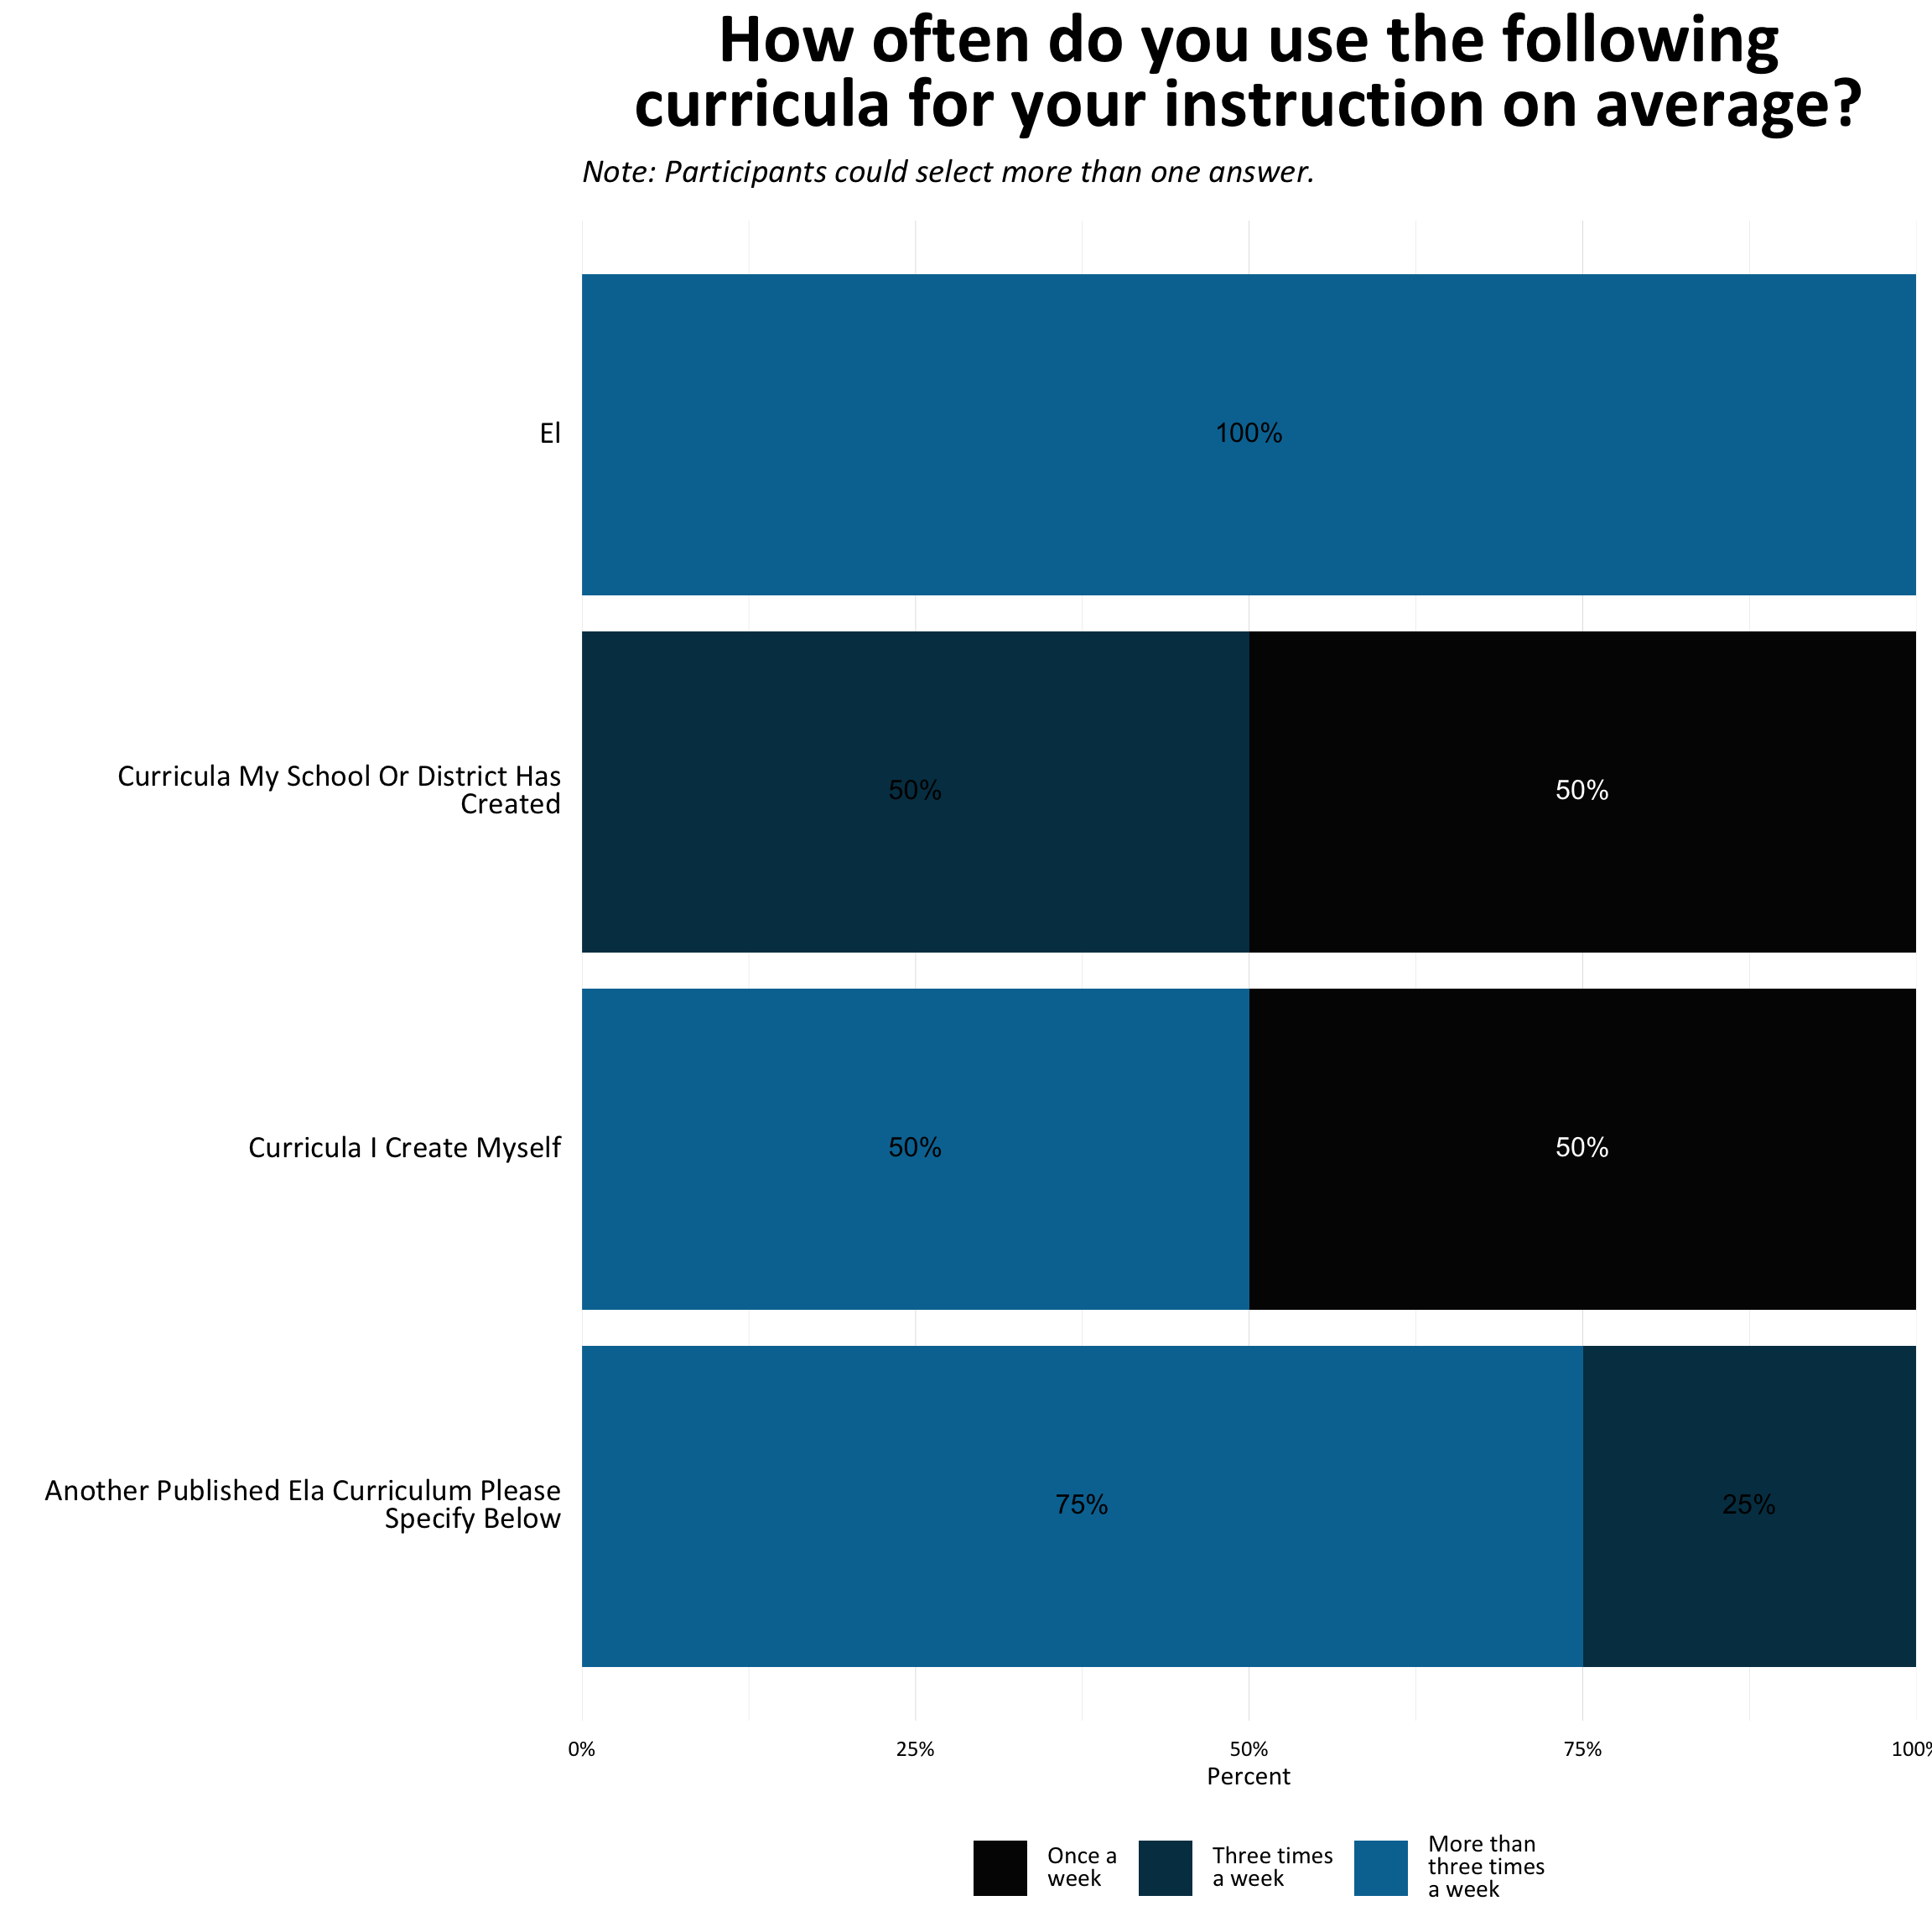 How often do you use the following
curricula for your instruction on average?
Note: Participants could select more than one answer.
El
100%
Curricula My School Or District Has
Created
50%
50%
Curricula I Create Myself
50%
50%
Another Published Ela Curriculum Please
Specify Below
75%
25%
0%
25%
50%
75%
100%
Percent
Once a
week
Three times
a week
More than
three times
a week